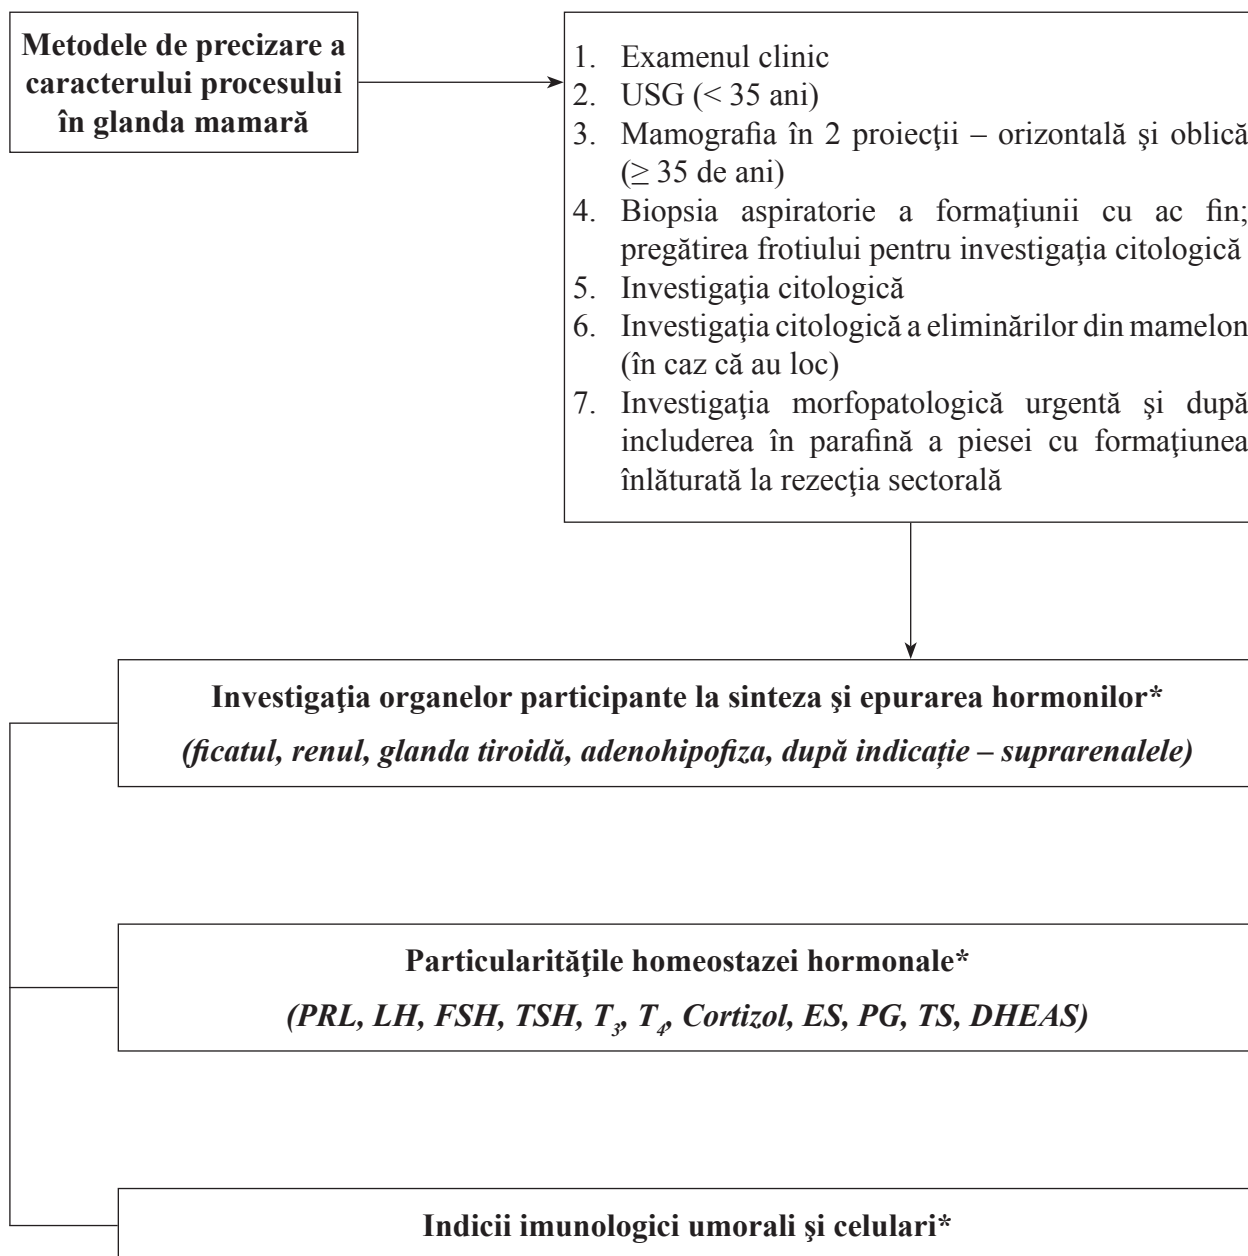 Metodele de precizare a
caracterului procesului
în glanda mamară
1. Examenul clinic
2. USG (< 35 ani)
3. Mamografia în 2 proiecţii – orizontală şi oblică
(≥ 35 de ani)
4. Biopsia aspiratorie a formaţiunii cu ac fin;
pregătirea frotiului pentru investigaţia citologică
5. Investigaţia citologică
6. Investigaţia citologică a eliminărilor din mamelon
(în caz că au loc)
7. Investigaţia morfopatologică urgentă şi după
includerea în parafină a piesei cu formaţiunea
înlăturată la rezecţia sectorală
Investigaţia organelor participante la sinteza şi epurarea hormonilor*
(ficatul, renul, glanda tiroidă, adenohipofiza, după indicație – suprarenalele)
Particularităţile homeostazei hormonale*
(PRL, LH, FSH, TSH, T₃, T₄, Cortizol, ES, PG, TS, DHEAS)
Indicii imunologici umorali şi celulari*